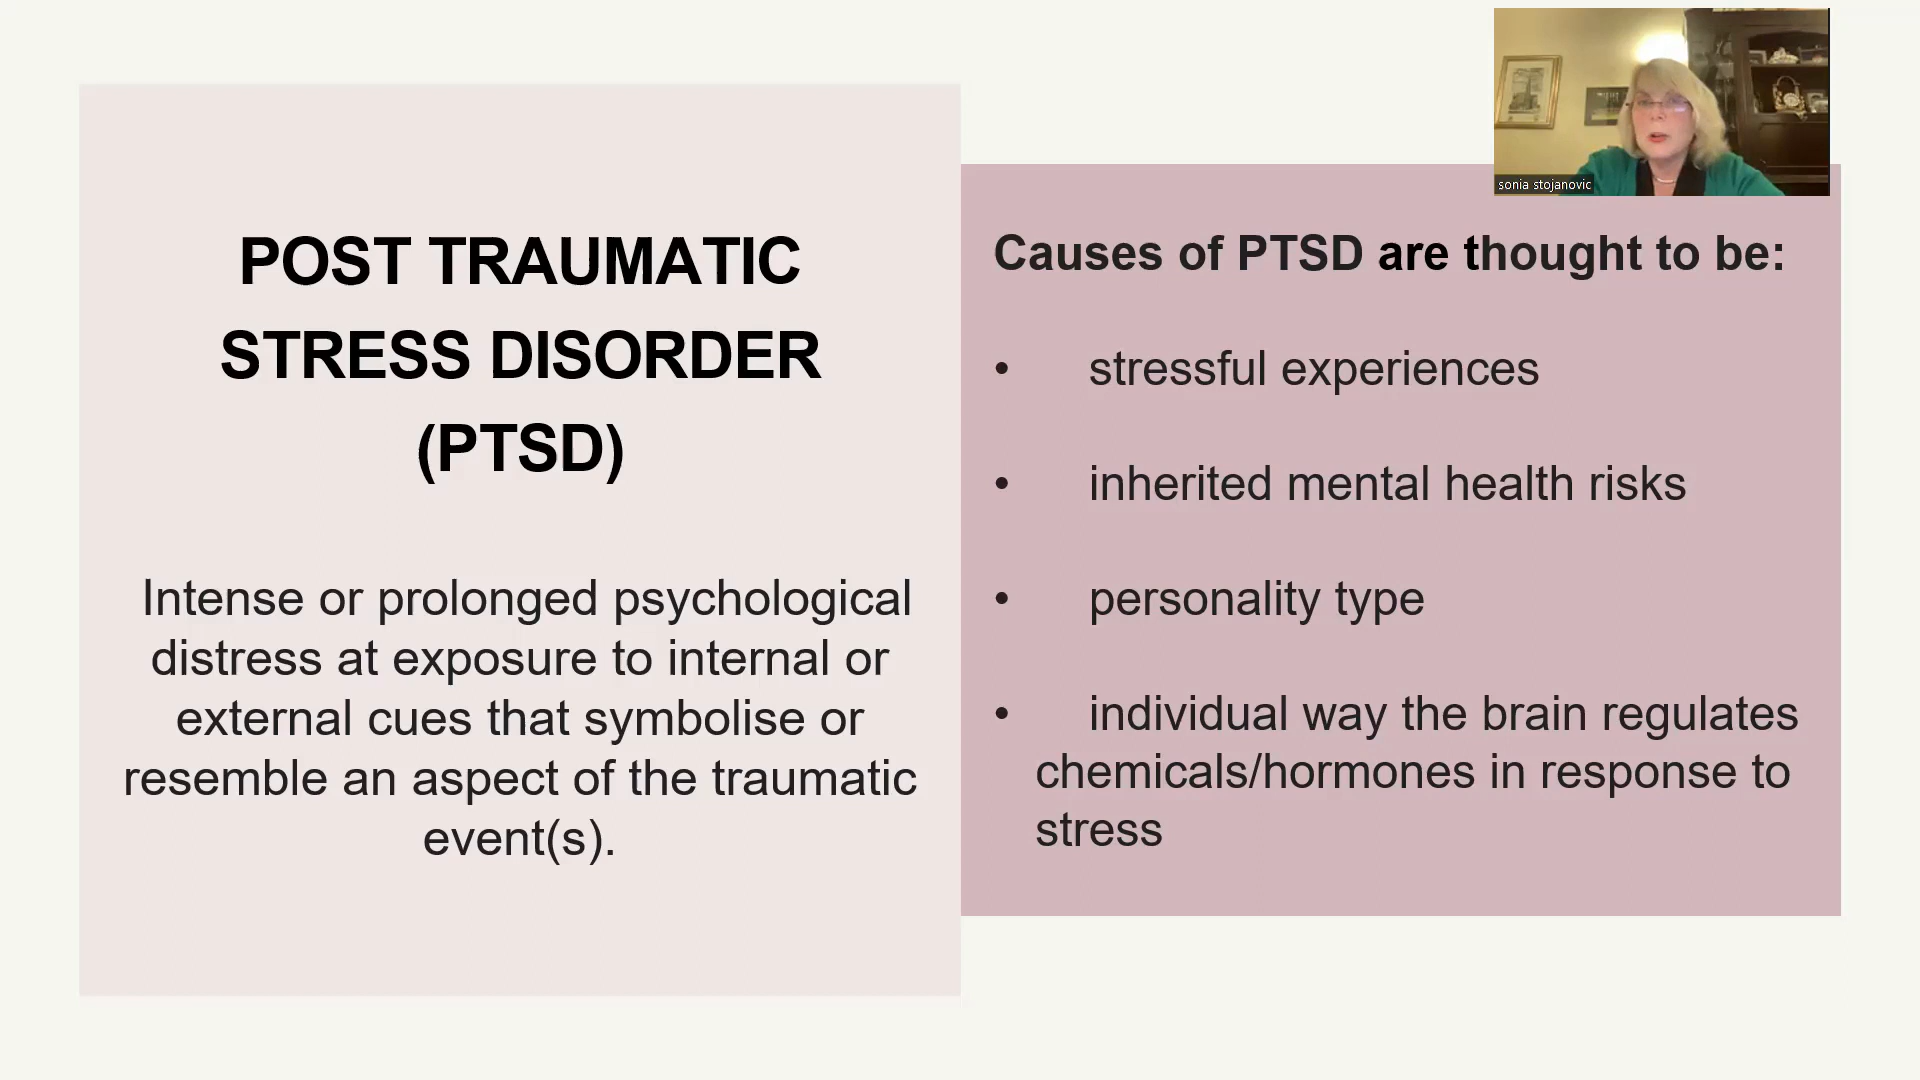 POST TRAUMATIC
STRESS DISORDER
(PTSD)
Intense or prolonged psychological
distress at exposure to internal or
external cues that symbolise or
resemble an aspect of the traumatic
event(s).
sonia stojanovic
Causes of PTSD are thought to be:
• stressful experiences
• inherited mental health risks
• personality type
• individual way the brain regulates
chemicals/hormones in response to
stress